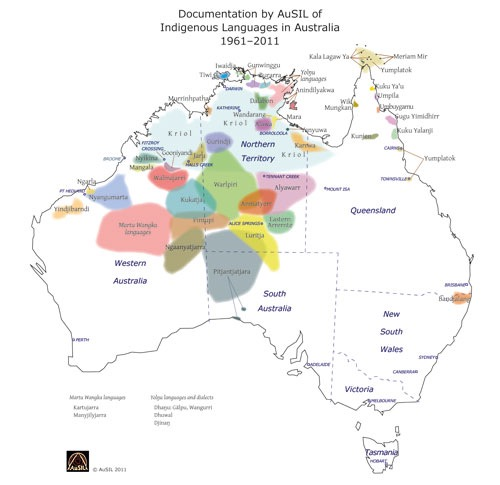 Documentation by AuSIL of
Indigenous Languages in Australia
1961–2011
Kala Lagaw Ya
Meriam Mir
Yumplatok
Iwaidja
Gunwinggu
Tiwi
Burarra
Yolŋu
languages
DARWIN
Anindilyakwa
Kuku Ya'u
Umpila
Murrinhpatha
Dalabon
Wik
Mungkan
Umbuygamu
KATHERINE
Mara
Guugu Yimidhirr
Wandarang
Kriol
Kriol
Alawa
Yanyuwa
Kunjen
Kuku Yalanji
BORROLOOLA
FITZROY
CROSSING
Gurindji
Northern
Territory
Garrwa
CAIRNS
BROOME
Nyikina
Gooniyandi
Jaru
Kriol
Yumplatok
Mangala
HALLS CREEK
Walmajarri
TENNANT CREEK
TOWNSVILLE
Ngarla
PT HEDLAND
Nyangumarta
Warlpiri
Alyawarr
MOUNT ISA
Kukatja
Anmatyerr
Yindjibarndi
Queensland
Martu Wangka
languages
Pintupi
ALICE SPRINGS
Eastern
Arrernte
Luritja
Ngaanyatjarra
Western
Australia
Pitjantjatjara
South
Australia
BRISBANE
Bandjalang
New
South
Wales
PERTH
ADELAIDE
SYDNEY
CANBERRA
Victoria
MELBOURNE
Martu Wangka languages
Kartujarra
Manyjilyjarra
Yolŋu languages and dialects
Dhaŋu: Gälpu, Wangurri
Dhuwal
Djinaŋ
Tasmania
HOBART
AuSIL
© AuSIL 2011